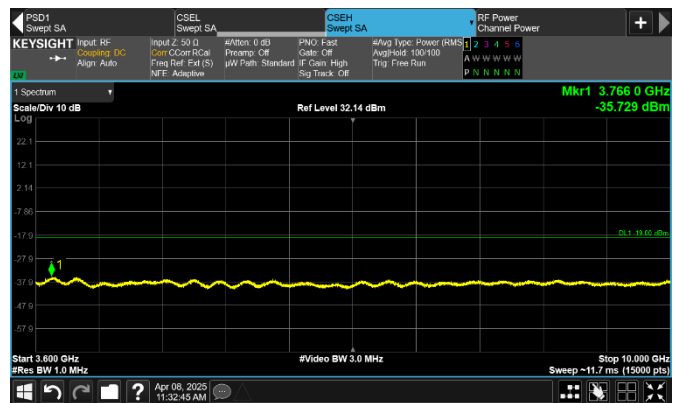 PSD1
Swept SA
CSEL
Swept SA
CSEH
Swept SA
RF Power
Channel Power
+
KEYSIGHT
LXI
Input: RF
Coupling: DC
Align: Auto
Input Z: 50 Ω
Corr CCorr RCal
Freq Ref: Ext (S)
NFE: Adaptive
#Atten: 0 dB
Preamp: Off
µW Path: Standard
PNO: Fast
Gate: Off
IF Gain: High
Sig Track: Off
#Avg Type: Power (RMS)
Avg|Hold: 100/100
Trig: Free Run
1 2 3 4 5 6
A W W W W W
P N N N N N
1 Spectrum
Mkr1 3.766 0 GHz
Scale/Div 10 dB
Ref Level 32.14 dBm
-35.729 dBm
Log
22.1
12.1
2.14
-7.86
-17.9
DL1 -19.00 dBm
-27.9
1
-37.9
-47.9
-57.9
Start 3.600 GHz
#Video BW 3.0 MHz
Stop 10.000 GHz
#Res BW 1.0 MHz
Sweep ~11.7 ms (15000 pts)
?
Apr 08, 2025
11:32:45 AM